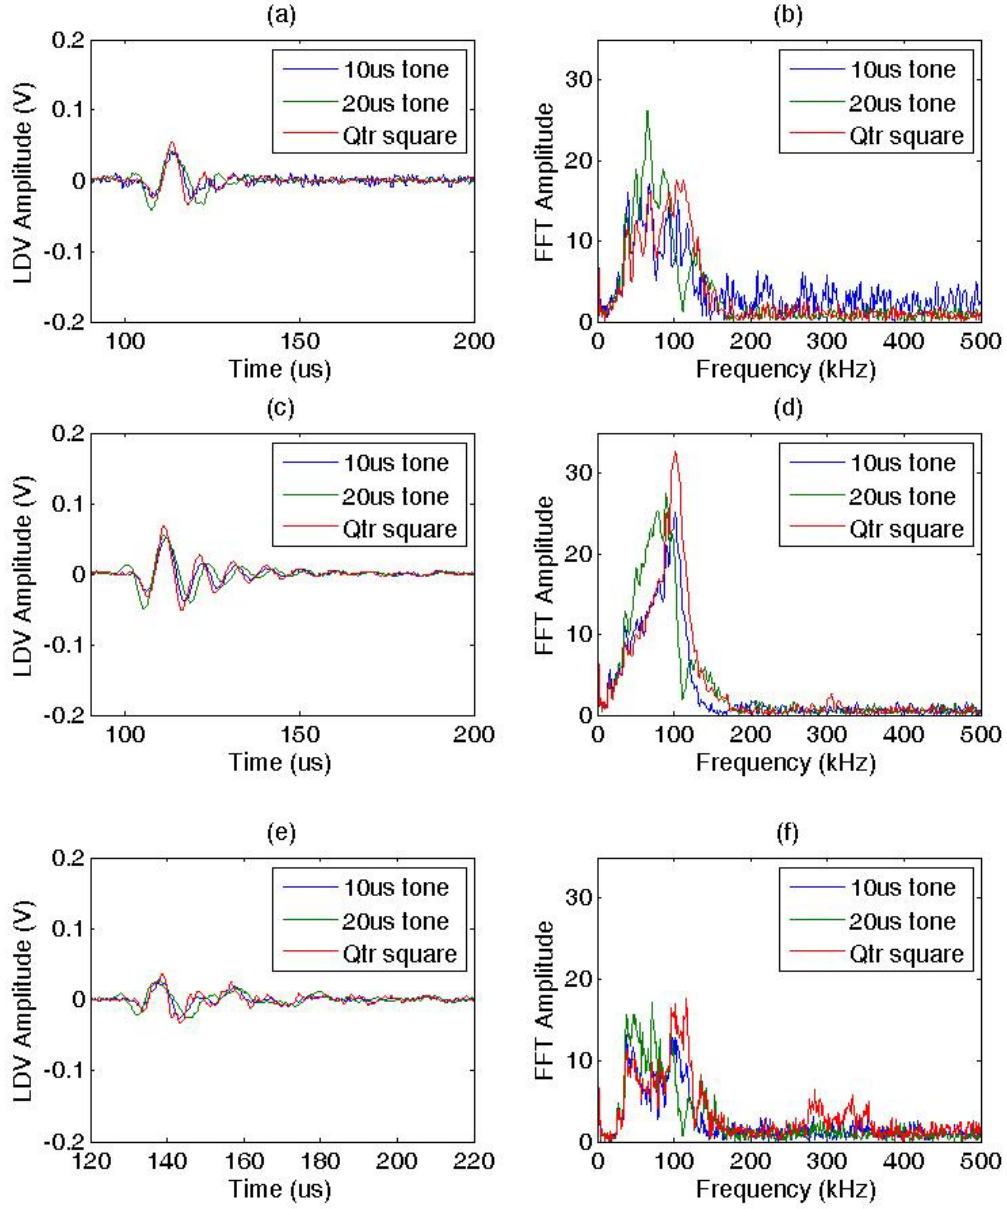 (a)
LDV Amplitude (V)
0.2
0.1
0
-0.1
-0.2
10us tone
20us tone
Qtr square
100
150
200
Time (us)
(b)
FFT Amplitude
30
20
10
0
10us tone
20us tone
Qtr square
0
100
200
300
400
500
Frequency (kHz)
(c)
LDV Amplitude (V)
0.2
0.1
0
-0.1
-0.2
10us tone
20us tone
Qtr square
100
150
200
Time (us)
(d)
FFT Amplitude
30
20
10
0
10us tone
20us tone
Qtr square
0
100
200
300
400
500
Frequency (kHz)
(e)
LDV Amplitude (V)
0.2
0.1
0
-0.1
-0.2
10us tone
20us tone
Qtr square
120
140
160
180
200
220
Time (us)
(f)
FFT Amplitude
30
20
10
0
10us tone
20us tone
Qtr square
0
100
200
300
400
500
Frequency (kHz)